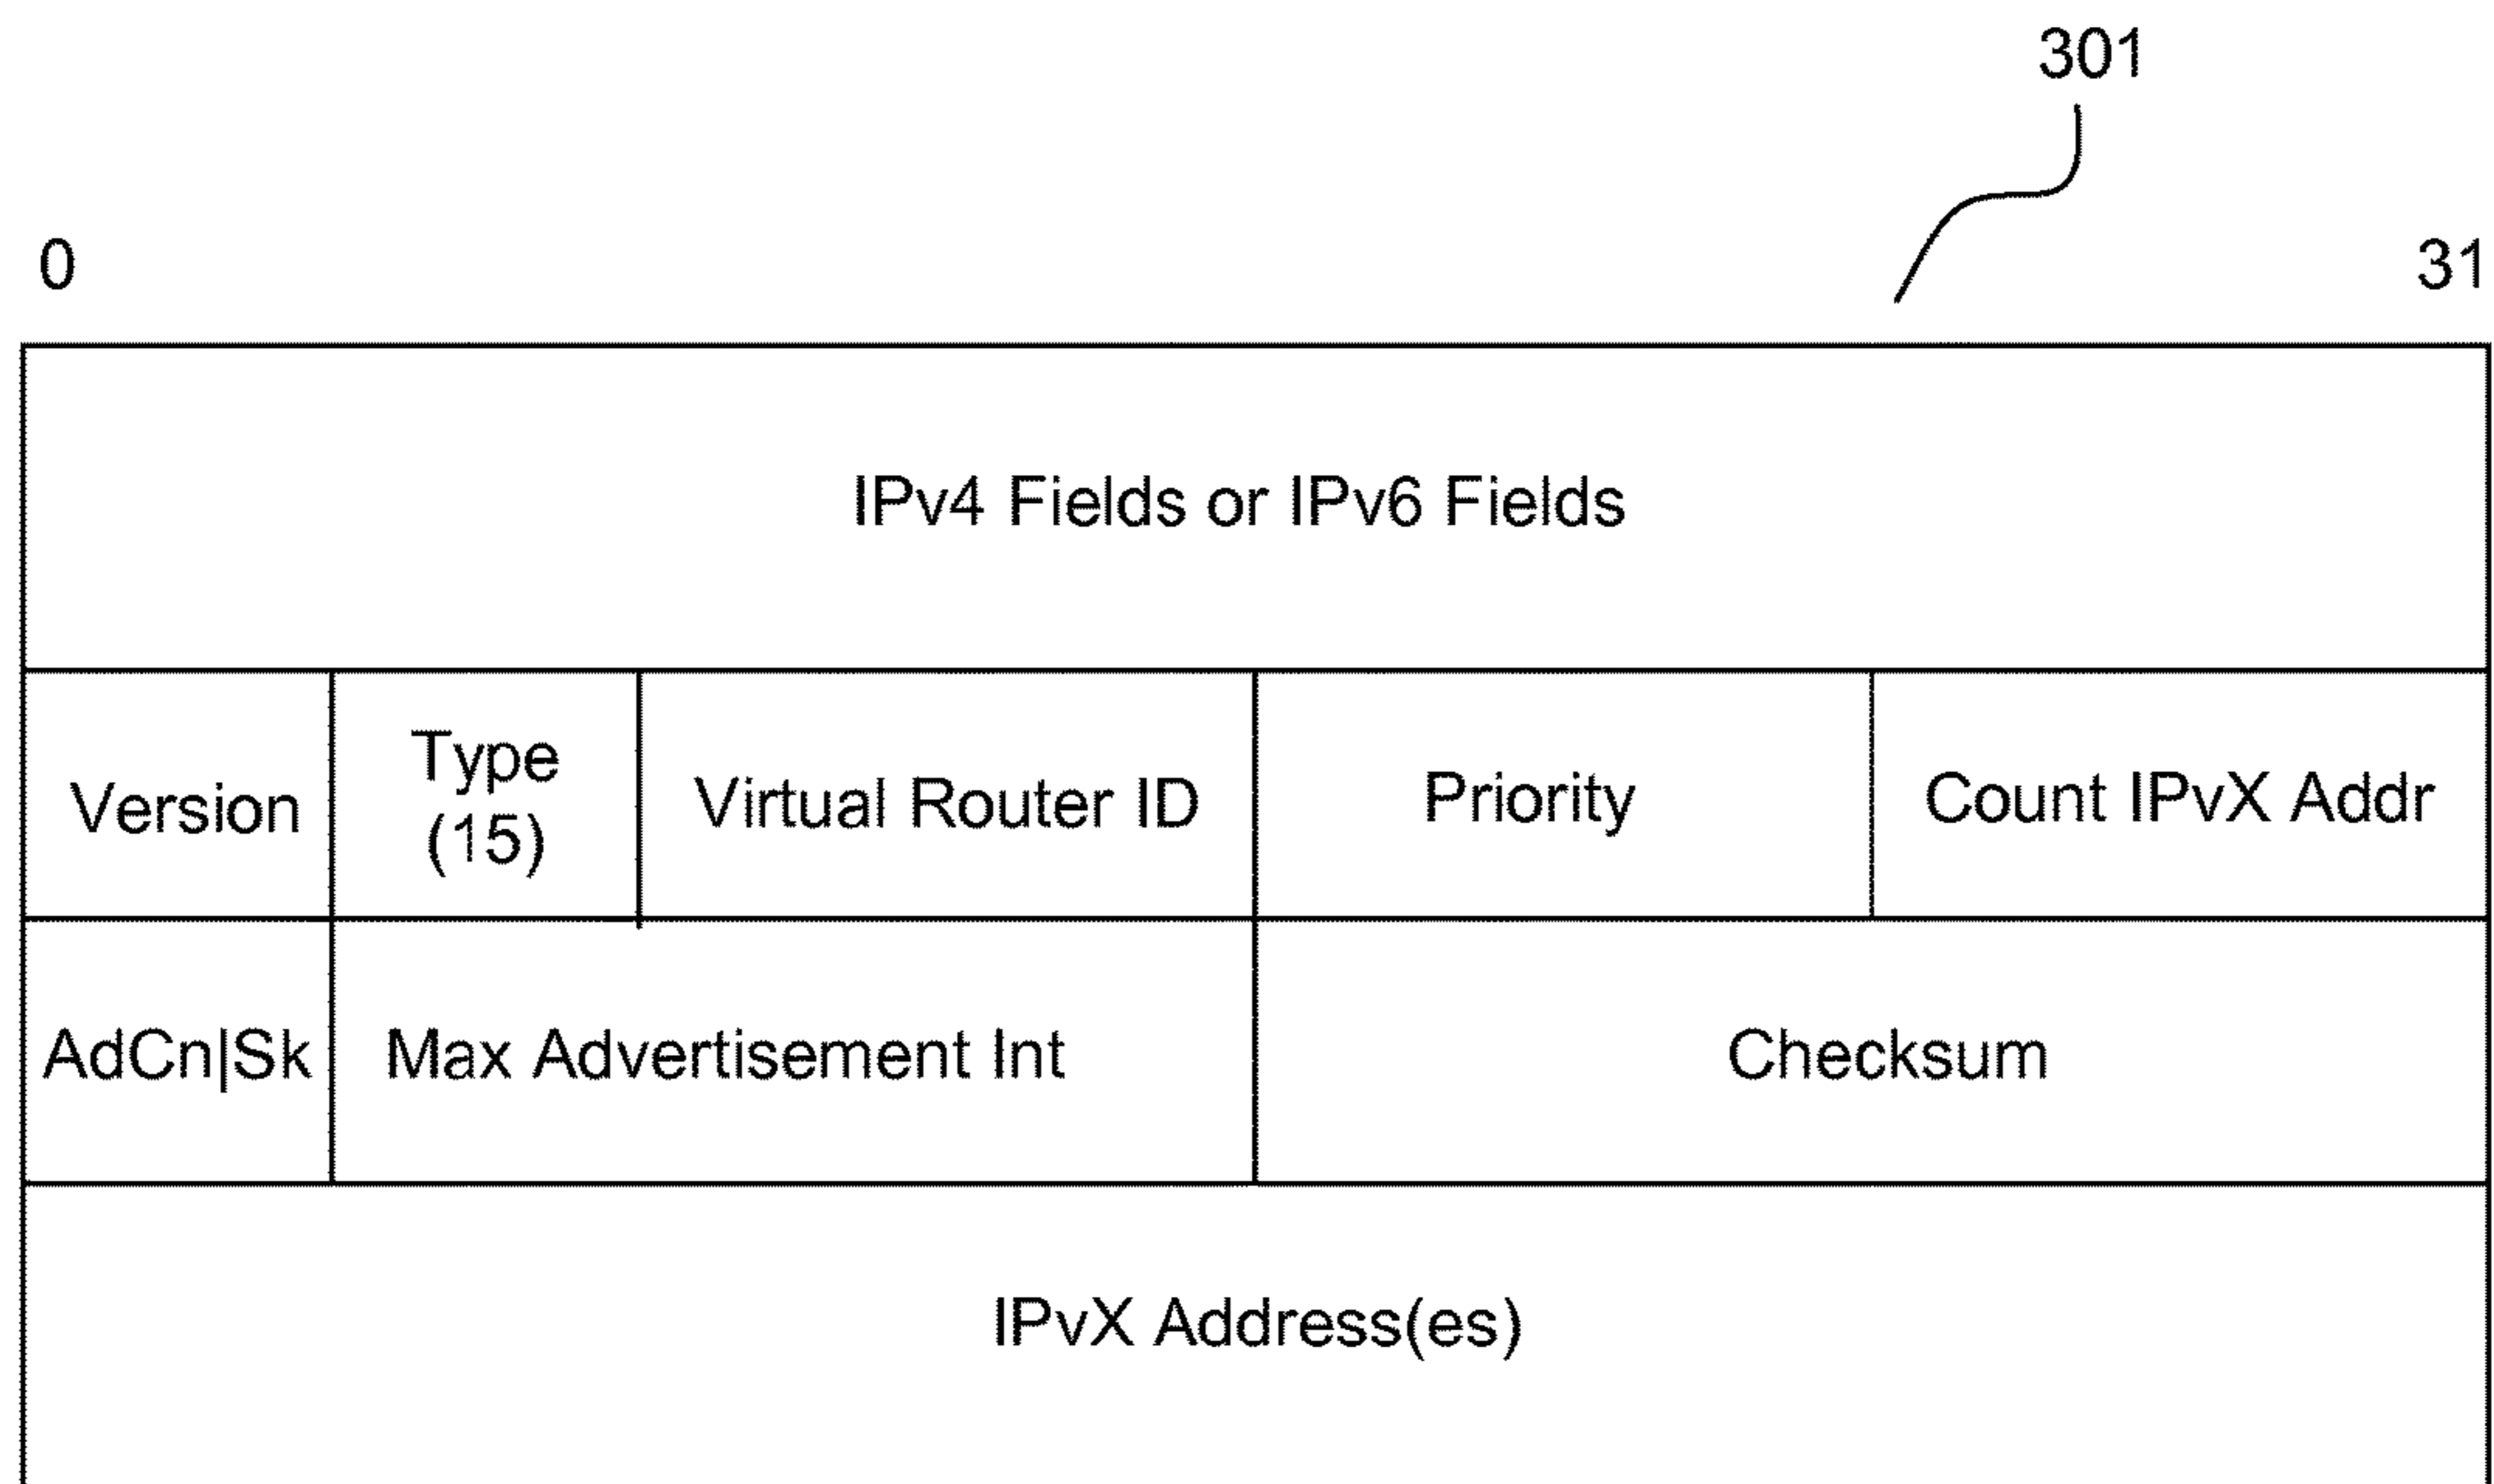 301
0 31
IPv4 Fields or IPv6 Fields
Version Type (15) Virtual Router ID Priority Count IPvX Addr
AdCn|Sk Max Advertisement Int Checksum
IPvX Address(es)